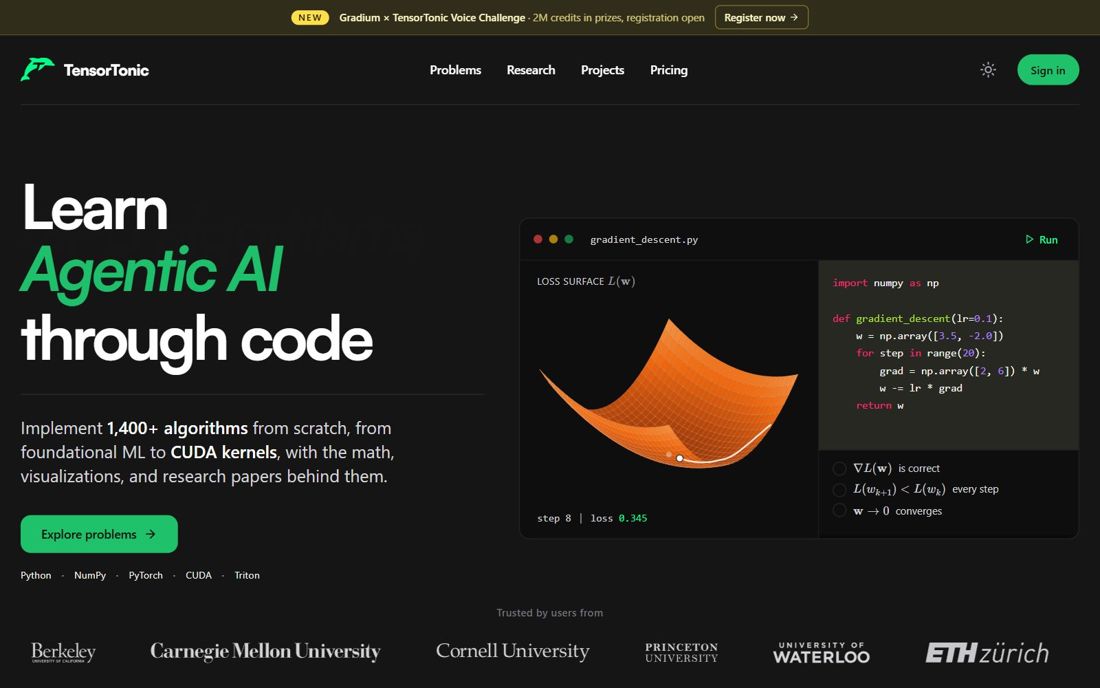 NEW Gradium × TensorTonic Voice Challenge · 2M credits in prizes, registration open Register now →
TensorTonic Problems Research Projects Pricing Sign in
Learn
Agentic AI
through code
Implement 1,400+ algorithms from scratch, from
foundational ML to CUDA kernels, with the math,
visualizations, and research papers behind them.
Explore problems →
Python · NumPy · PyTorch · CUDA · Triton
gradient_descent.py Run
LOSS SURFACE L(w)
step 8 | loss 0.345
import numpy as np
def gradient_descent(lr=0.1):
    w = np.array([3.5, -2.0])
    for step in range(20):
        grad = np.array([2, 6]) * w
        w -= lr * grad
    return w
∇L(w) is correct
L(wₖ₊₁) < L(wₖ) every step
w → 0 converges
Trusted by users from
Berkeley
UNIVERSITY OF CALIFORNIA
Carnegie Mellon University
Cornell University
PRINCETON
UNIVERSITY
UNIVERSITY OF
WATERLOO
ETH zürich